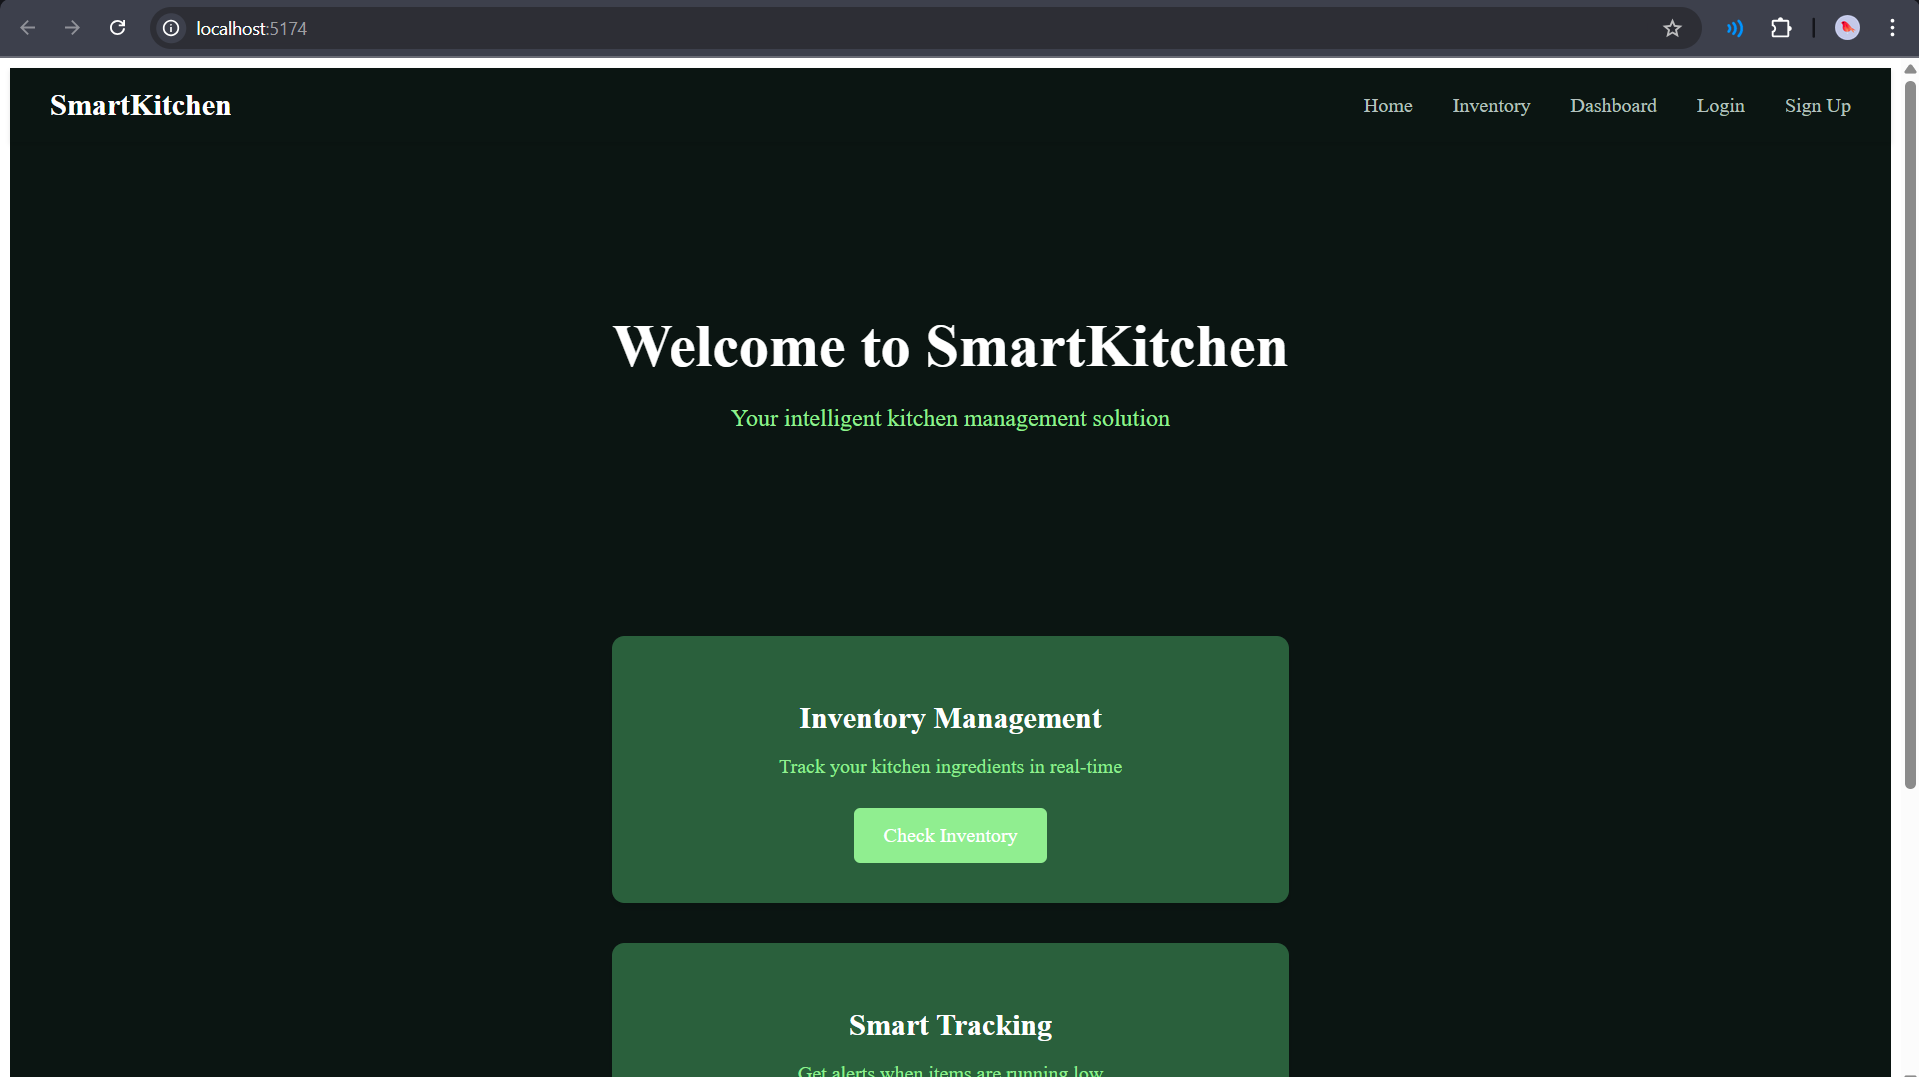 localhost:5174
SmartKitchen
Home Inventory Dashboard Login Sign Up
Welcome to SmartKitchen
Your intelligent kitchen management solution
Inventory Management
Track your kitchen ingredients in real-time
Check Inventory
Smart Tracking
Get alerts when items are running low